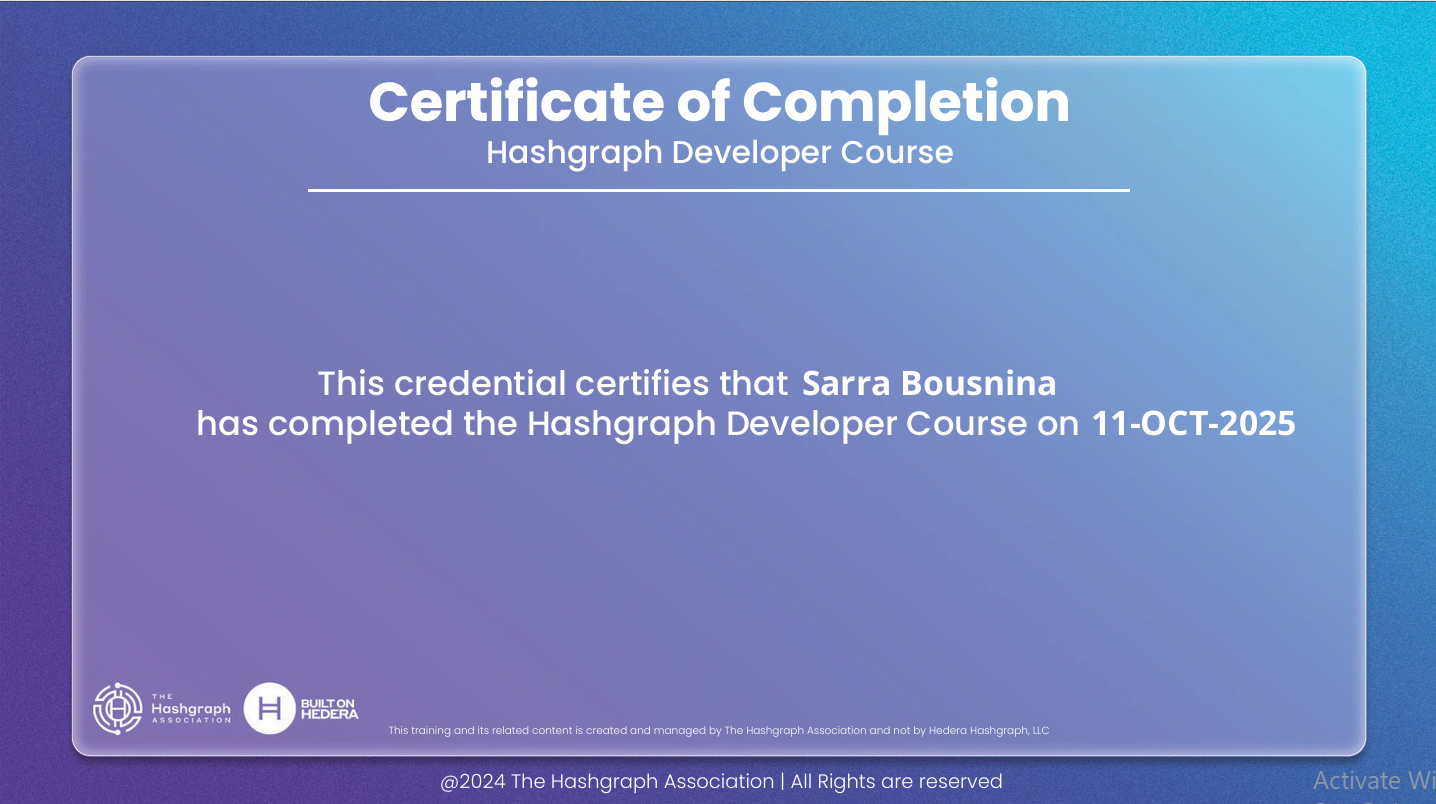 Certificate of Completion
Hashgraph Developer Course
This credential certifies that Sarra Bousnina
has completed the Hashgraph Developer Course on 11-OCT-2025
THE
Hashgraph
ASSOCIATION
BUILT ON
HEDERA
This training and its related content is created and managed by The Hashgraph Association and not by Hedera Hashgraph, LLC
@2024 The Hashgraph Association | All Rights are reserved
Activate Wi